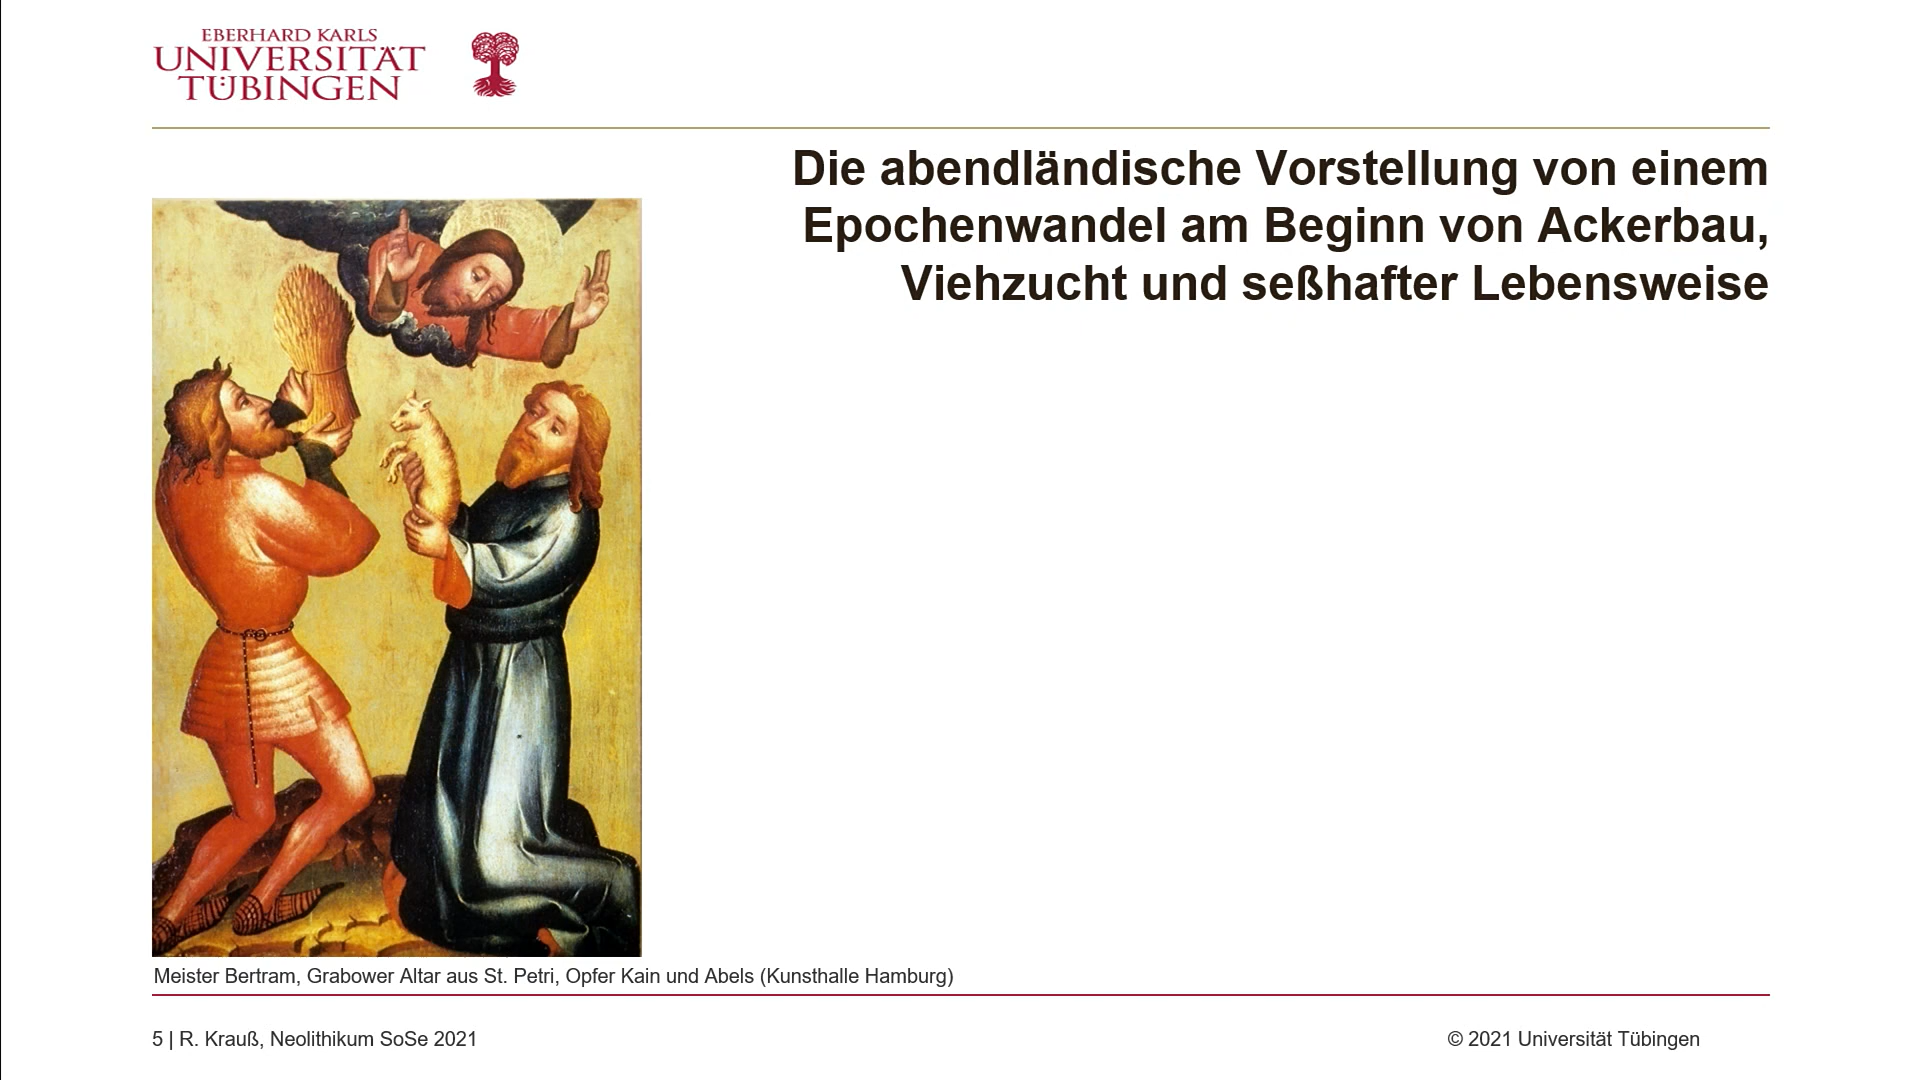 EBERHARD KARLS
UNIVERSITÄT
TÜBINGEN
Die abendländische Vorstellung von einem
Epochenwandel am Beginn von Ackerbau,
Viehzucht und seßhafter Lebensweise
Meister Bertram, Grabower Altar aus St. Petri, Opfer Kain und Abels (Kunsthalle Hamburg)
5 | R. Krauß, Neolithikum SoSe 2021
© 2021 Universität Tübingen